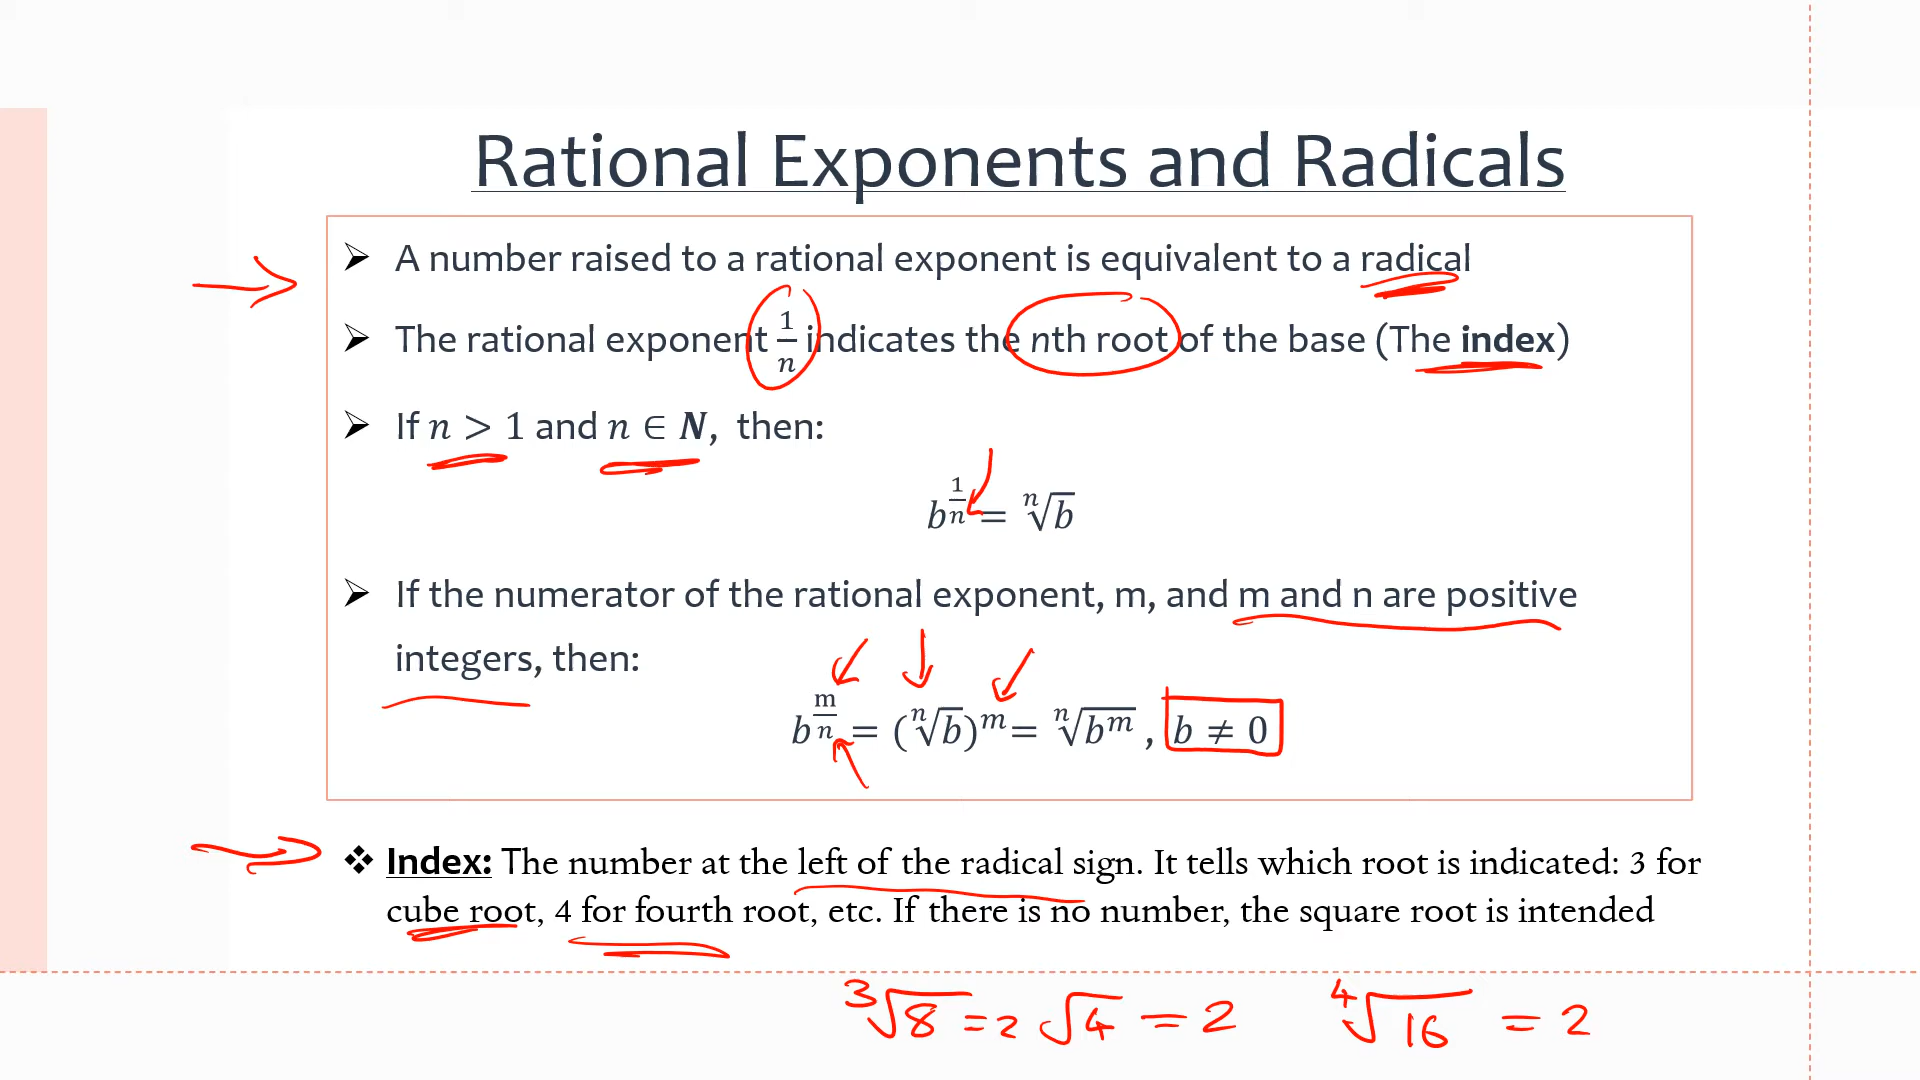 Rational Exponents and Radicals
➢ A number raised to a rational exponent is equivalent to a radical
➢ The rational exponent 1/n indicates the nth root of the base (The index)
➢ If n > 1 and n ∈ N, then:
b^(1/n) = ⁿ√b
➢ If the numerator of the rational exponent, m, and m and n are positive
integers, then:
b^(m/n) = (ⁿ√b)^m = ⁿ√(b^m) , b ≠ 0
❖ Index: The number at the left of the radical sign. It tells which root is indicated: 3 for
cube root, 4 for fourth root, etc. If there is no number, the square root is intended
³√8 = 2 √4 = 2 ⁴√16 = 2